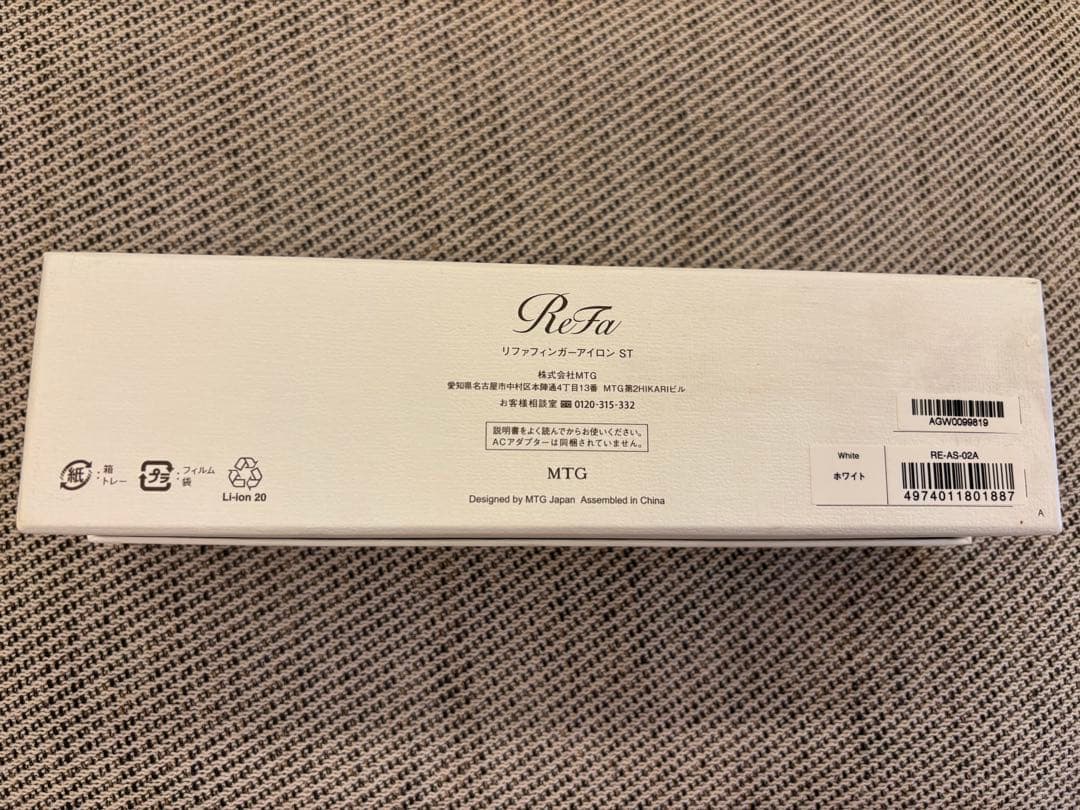 ReFa
リファフィンガーアイロン ST
株式会社MTG
愛知県名古屋市中村区本陣通4丁目13番 MTG第2HIKARIビル
お客様相談室 0120-315-332
説明書をよく読んでからお使いください。
ACアダプターは同梱されていません。
MTG
Designed by MTG Japan Assembled in China
紙 : 箱
トレー
プラ : フィルム
袋
Li-ion 20
AGW0099819
White
ホワイト
RE-AS-02A
4974011801887
A